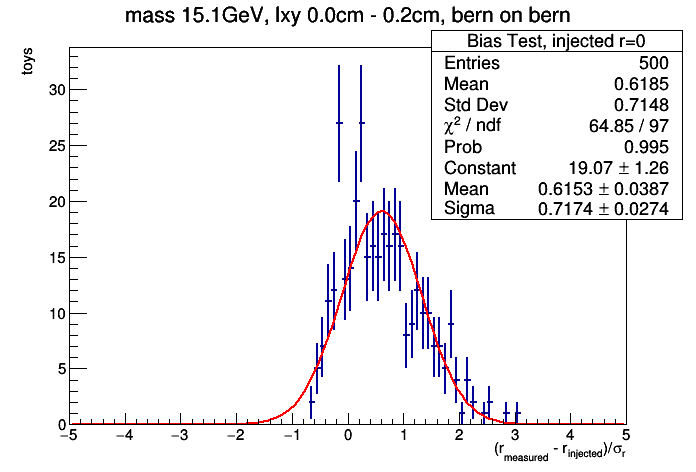 mass 15.1GeV, lxy 0.0cm - 0.2cm, bern on bern
toys
Bias Test, injected r=0
Entries 500
Mean 0.6185
Std Dev 0.7148
χ² / ndf 64.85 / 97
Prob 0.995
Constant 19.07 ± 1.26
Mean 0.6153 ± 0.0387
Sigma 0.7174 ± 0.0274
30
25
20
15
10
5
0
−5 −4 −3 −2 −1 0 1 2 3 4 5
(r_measured - r_injected)/σ_r